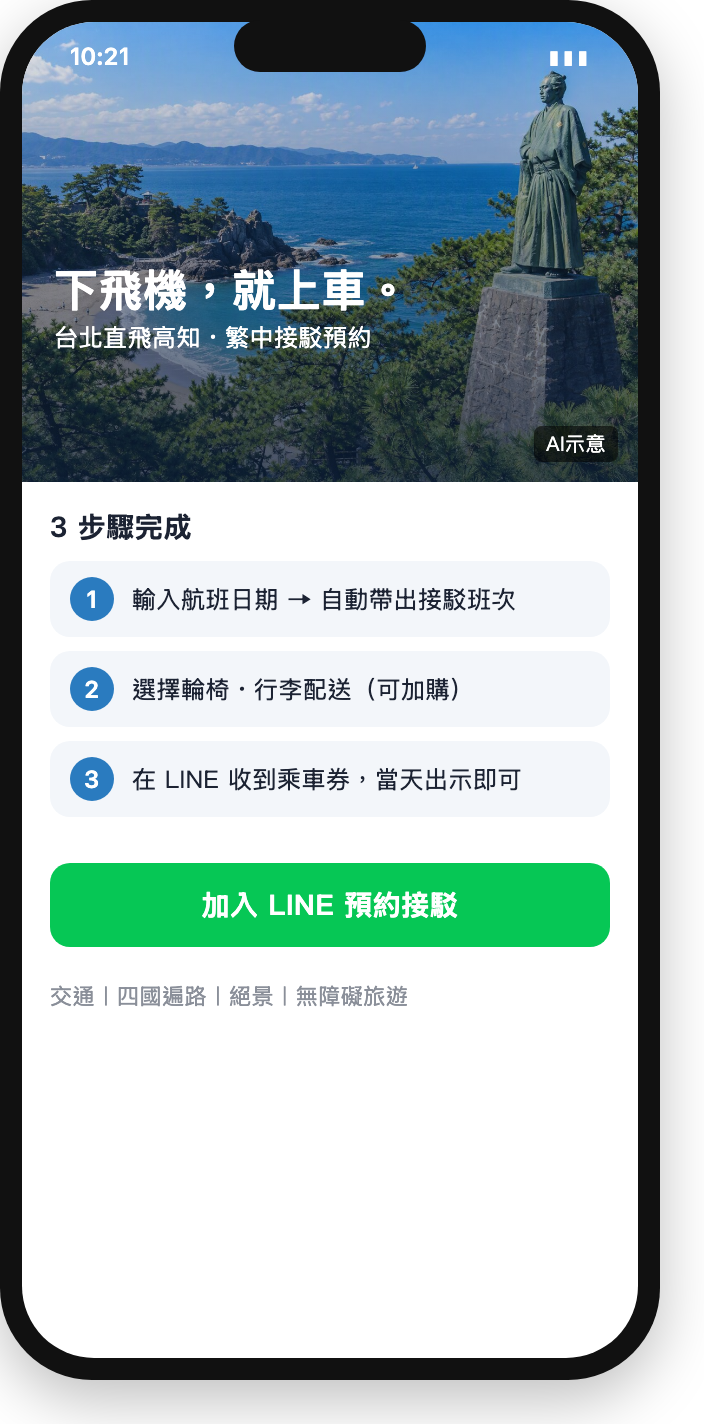 10:21
下飛機，就上車。
台北直飛高知・繁中接駁預約
AI示意
3 步驟完成
1 輸入航班日期 → 自動帶出接駁班次
2 選擇輪椅・行李配送（可加購）
3 在 LINE 收到乘車券，當天出示即可
加入 LINE 預約接駁
交通｜四國遍路｜絕景｜無障礙旅遊